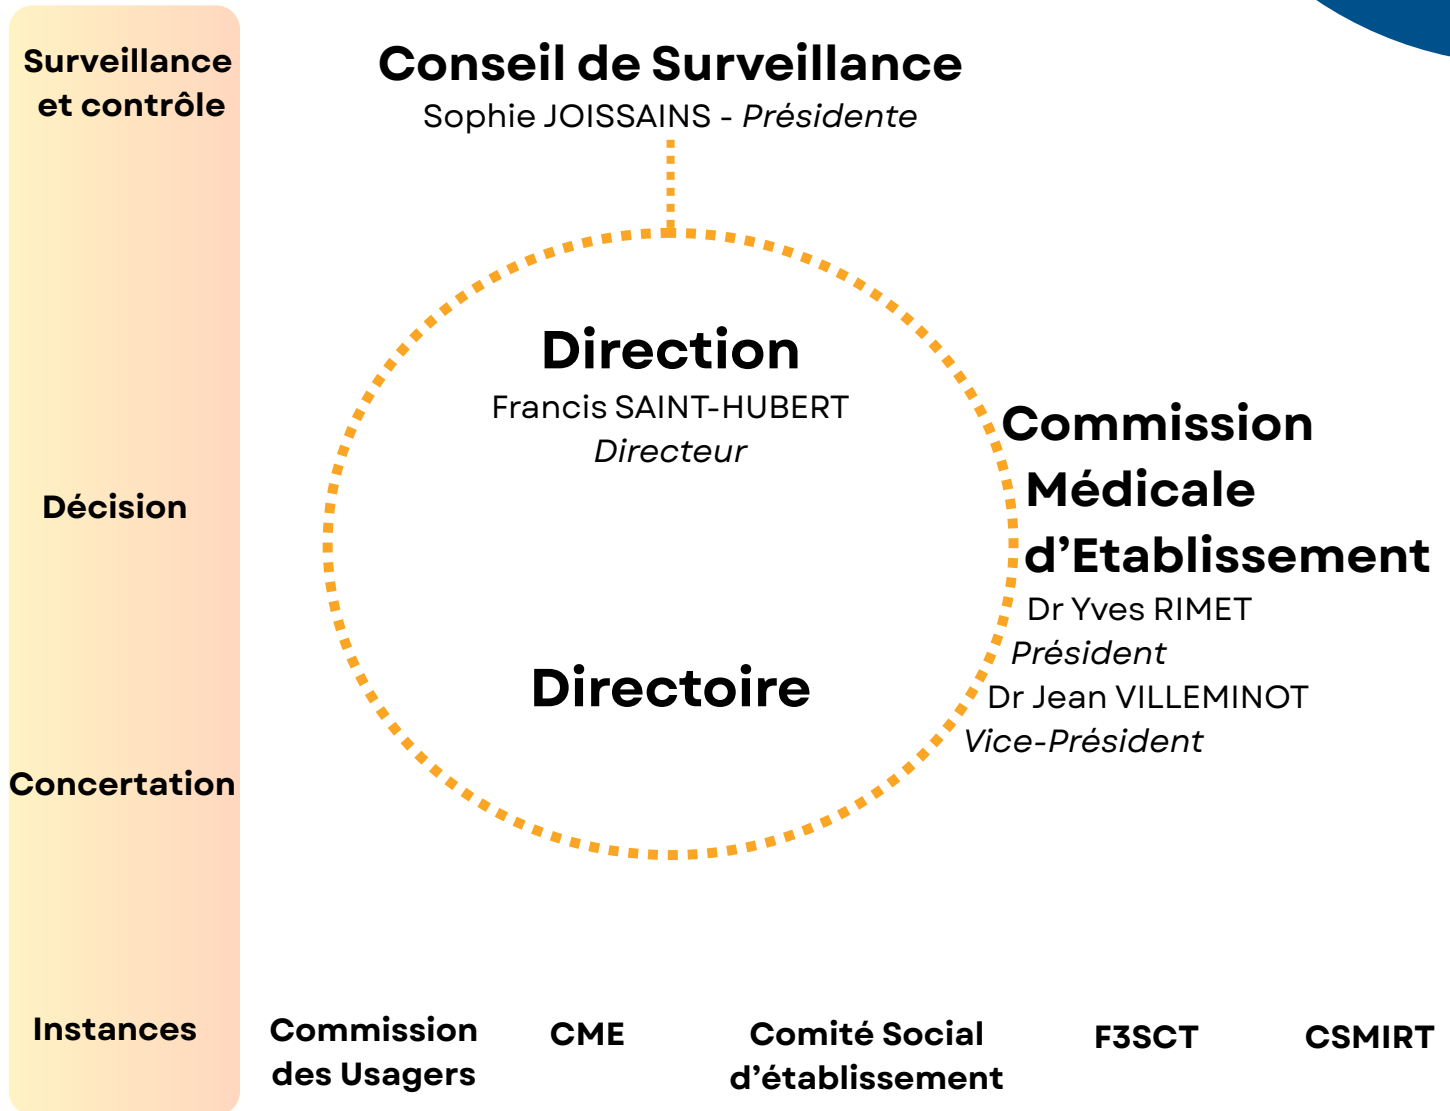 Surveillance
et contrôle
Conseil de Surveillance
Sophie JOISSAINS - Présidente
Direction
Francis SAINT-HUBERT
Directeur
Décision
Commission
Médicale
d’Etablissement
Dr Yves RIMET
Président
Dr Jean VILLEMINOT
Vice-Président
Directoire
Concertation
Instances
Commission
des Usagers
CME
Comité Social
d’établissement
F3SCT
CSMIRT